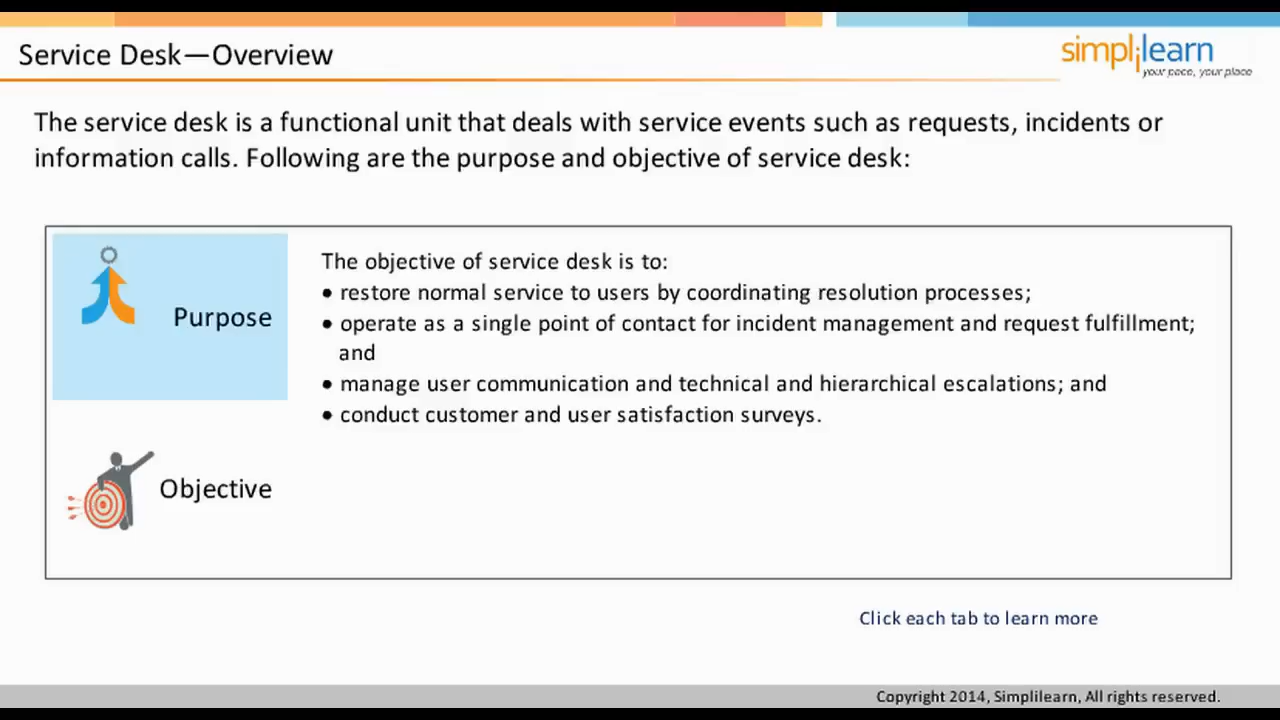 Service Desk—Overview
simplilearn
your pace, your place
The service desk is a functional unit that deals with service events such as requests, incidents or
information calls. Following are the purpose and objective of service desk:
Purpose
The objective of service desk is to:
• restore normal service to users by coordinating resolution processes;
• operate as a single point of contact for incident management and request fulfillment;
and
• manage user communication and technical and hierarchical escalations; and
• conduct customer and user satisfaction surveys.
Objective
Click each tab to learn more
Copyright 2014, Simplilearn, All rights reserved.